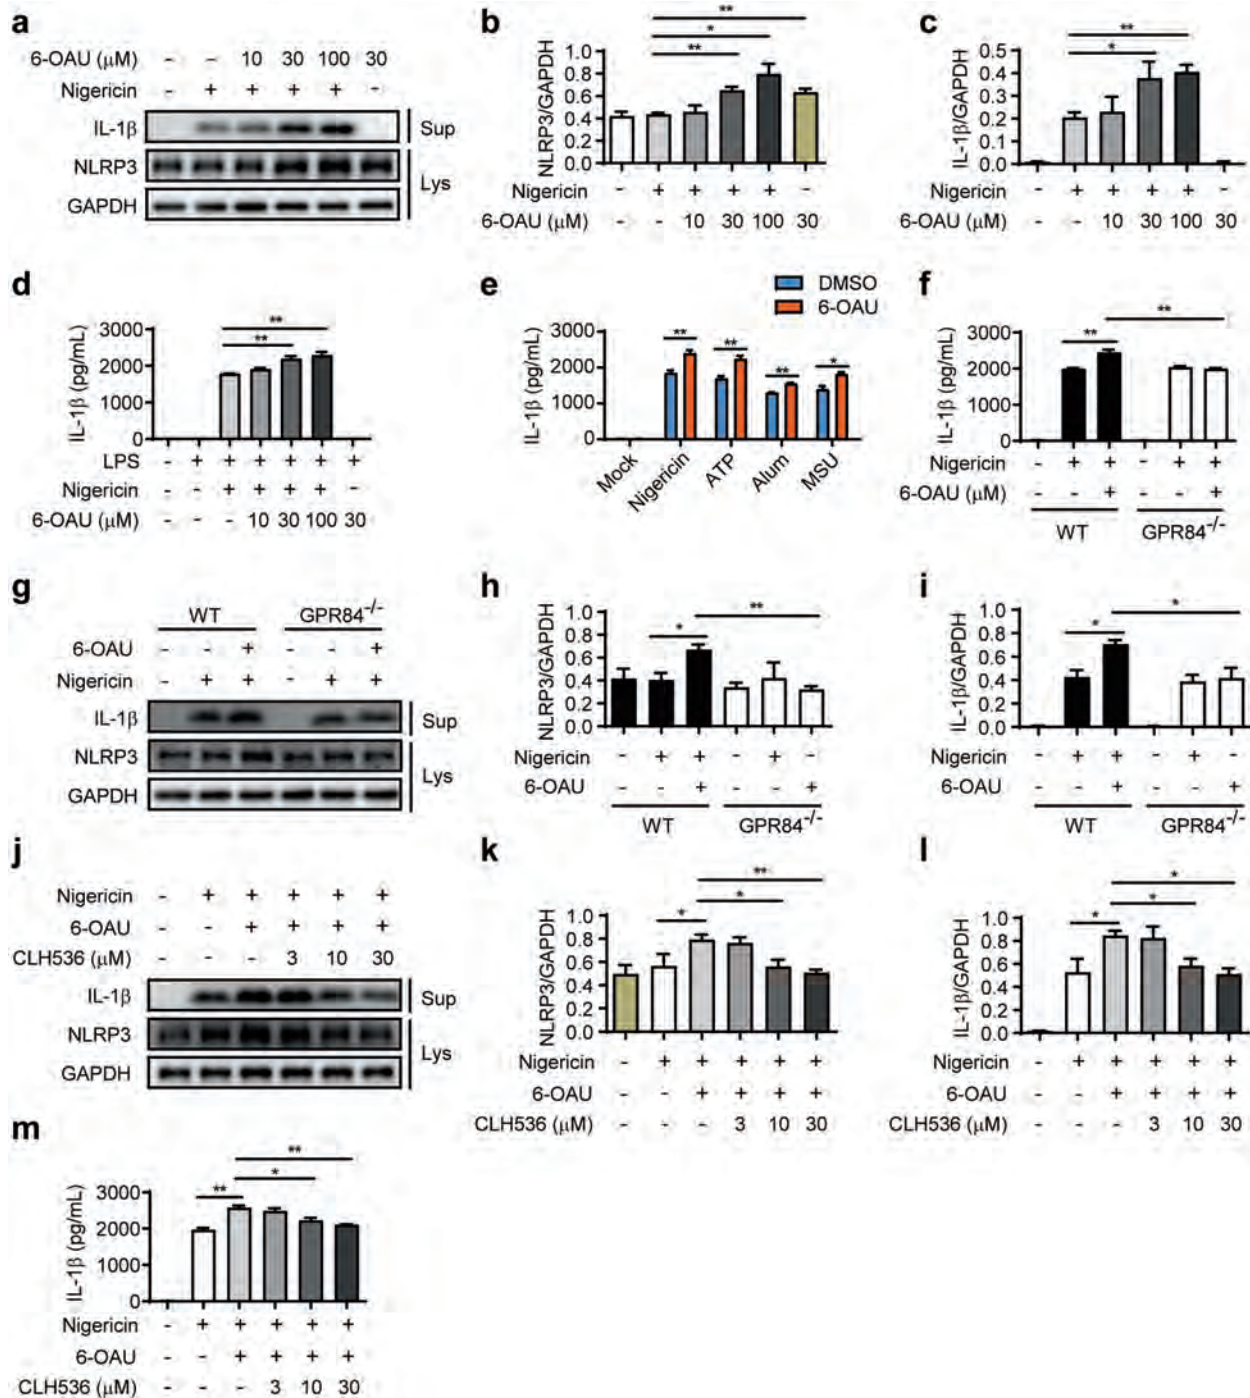 a
6-OAU (μM) - - 10 30 100 30
Nigericin - + + + + -
IL-1β Sup
NLRP3
Lys
GAPDH
b
NLRP3/GAPDH
1.0
0.8
0.6
0.4
0.2
0.0
** * **
Nigericin - + + + + -
6-OAU (μM) - - 10 30 100 30
c
IL-1β/GAPDH
0.5
0.4
0.3
0.2
0.1
0.0
** *
Nigericin - + + + + -
6-OAU (μM) - - 10 30 100 30
d
IL-1β (pg/mL)
3000
2000
1000
0
** **
LPS - + + + + + +
Nigericin - - + + + + -
6-OAU (μM) - - - 10 30 100 30
e
DMSO
6-OAU
IL-1β (pg/mL)
3000
2000
1000
0
** ** ** *
Mock Nigericin ATP Alum MSU
f
IL-1β (pg/mL)
3000
2000
1000
0
** **
Nigericin - + + - + +
6-OAU (μM) - - + - - +
WT GPR84-/-
g
WT GPR84-/-
6-OAU - - + - - +
Nigericin - + + - + +
IL-1β Sup
NLRP3
Lys
GAPDH
h
NLRP3/GAPDH
1.0
0.8
0.6
0.4
0.2
0.0
* **
Nigericin - + + - + +
6-OAU - - + - - +
WT GPR84-/-
i
IL-1β/GAPDH
1.0
0.8
0.6
0.4
0.2
0.0
* *
Nigericin - + + - + +
6-OAU - - + - - +
WT GPR84-/-
j
Nigericin - + + + + +
6-OAU - - + + + +
CLH536 (μM) - - - 3 10 30
IL-1β Sup
NLRP3
Lys
GAPDH
k
NLRP3/GAPDH
1.0
0.8
0.6
0.4
0.2
0.0
** * *
Nigericin - + + + + +
6-OAU - - + + + +
CLH536 (μM) - - - 3 10 30
l
IL-1β/GAPDH
1.0
0.8
0.6
0.4
0.2
0.0
* * *
Nigericin - + + + + +
6-OAU - - + + + +
CLH536 (μM) - - - 3 10 30
m
IL-1β (pg/mL)
3000
2000
1000
0
** * **
Nigericin - + + + + +
6-OAU - - + + + +
CLH536 (μM) - - - 3 10 30